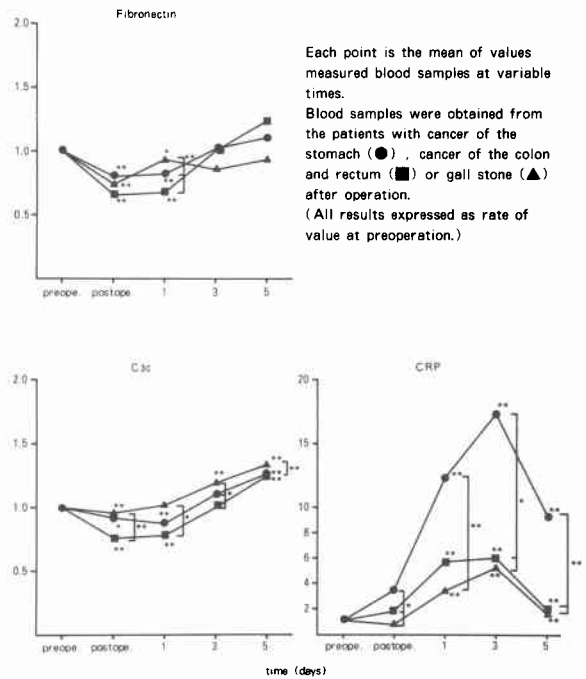 Fibronectin
2.0
1.5
1.0
0.5
preope. postope. 1 3 5
** ** ** * ** ** **
Each point is the mean of values
measured blood samples at variable
times.
Blood samples were obtained from
the patients with cancer of the
stomach (●) , cancer of the colon
and rectum (■) or gall stone (▲)
after operation.
(All results expressed as rate of
value at preoperation.)
C3c
2.0
1.5
1.0
0.5
preope. postope. 1 3 5
CRP
20
15
10
8
6
4
2
preope. postope. 1 3 5
time (days)